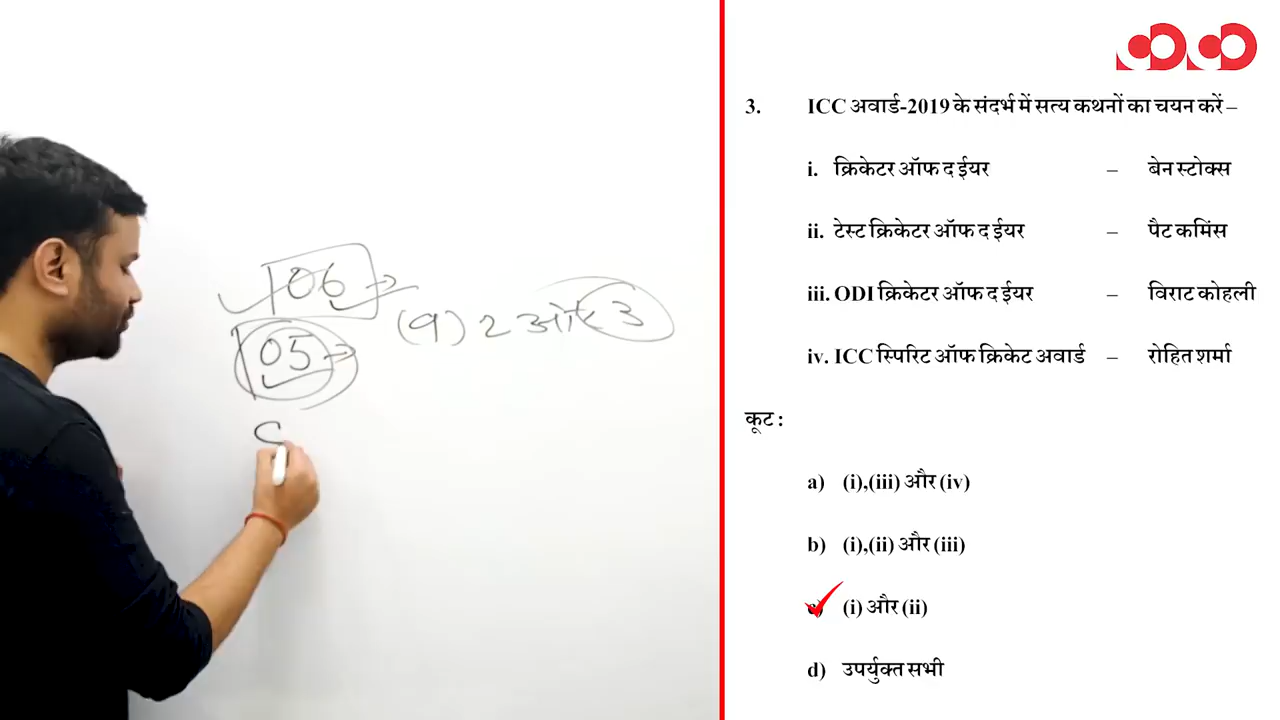 106
(9) 2 और 3
05
3. ICC अवार्ड-2019 के संदर्भ में सत्य कथनों का चयन करें –
i. क्रिकेटर ऑफ द ईयर – बेन स्टोक्स
ii. टेस्ट क्रिकेटर ऑफ द ईयर – पैट कमिंस
iii. ODI क्रिकेटर ऑफ द ईयर – विराट कोहली
iv. ICC स्पिरिट ऑफ क्रिकेट अवार्ड – रोहित शर्मा
कूट :
a) (i),(iii) और (iv)
b) (i),(ii) और (iii)
c) (i) और (ii)
d) उपर्युक्त सभी